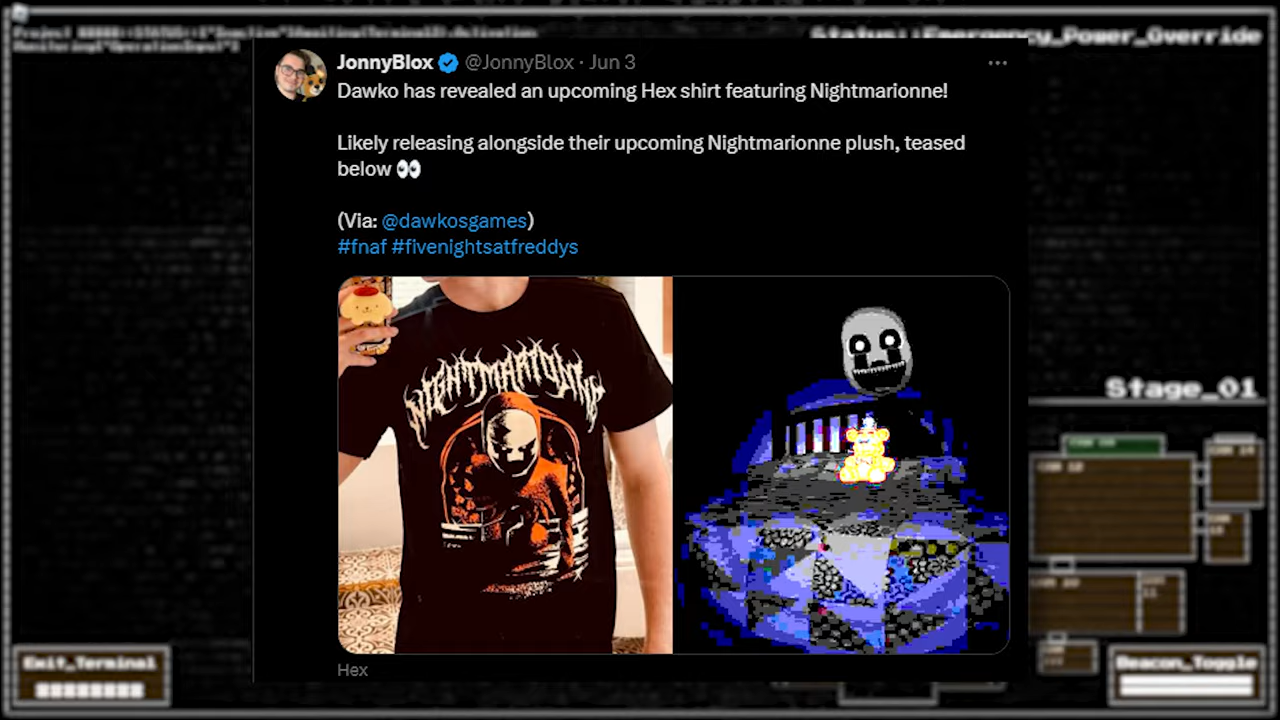 Status::Emergency_Power_Override
JonnyBlox @JonnyBlox · Jun 3
Dawko has revealed an upcoming Hex shirt featuring Nightmarionne!
Likely releasing alongside their upcoming Nightmarionne plush, teased
below 👀
(Via: @dawkosgames)
#fnaf #fivenightsatfreddys
NIGHTMARIONNE
Hex
Stage_01
Exit_Terminal
Beacon_Toggle